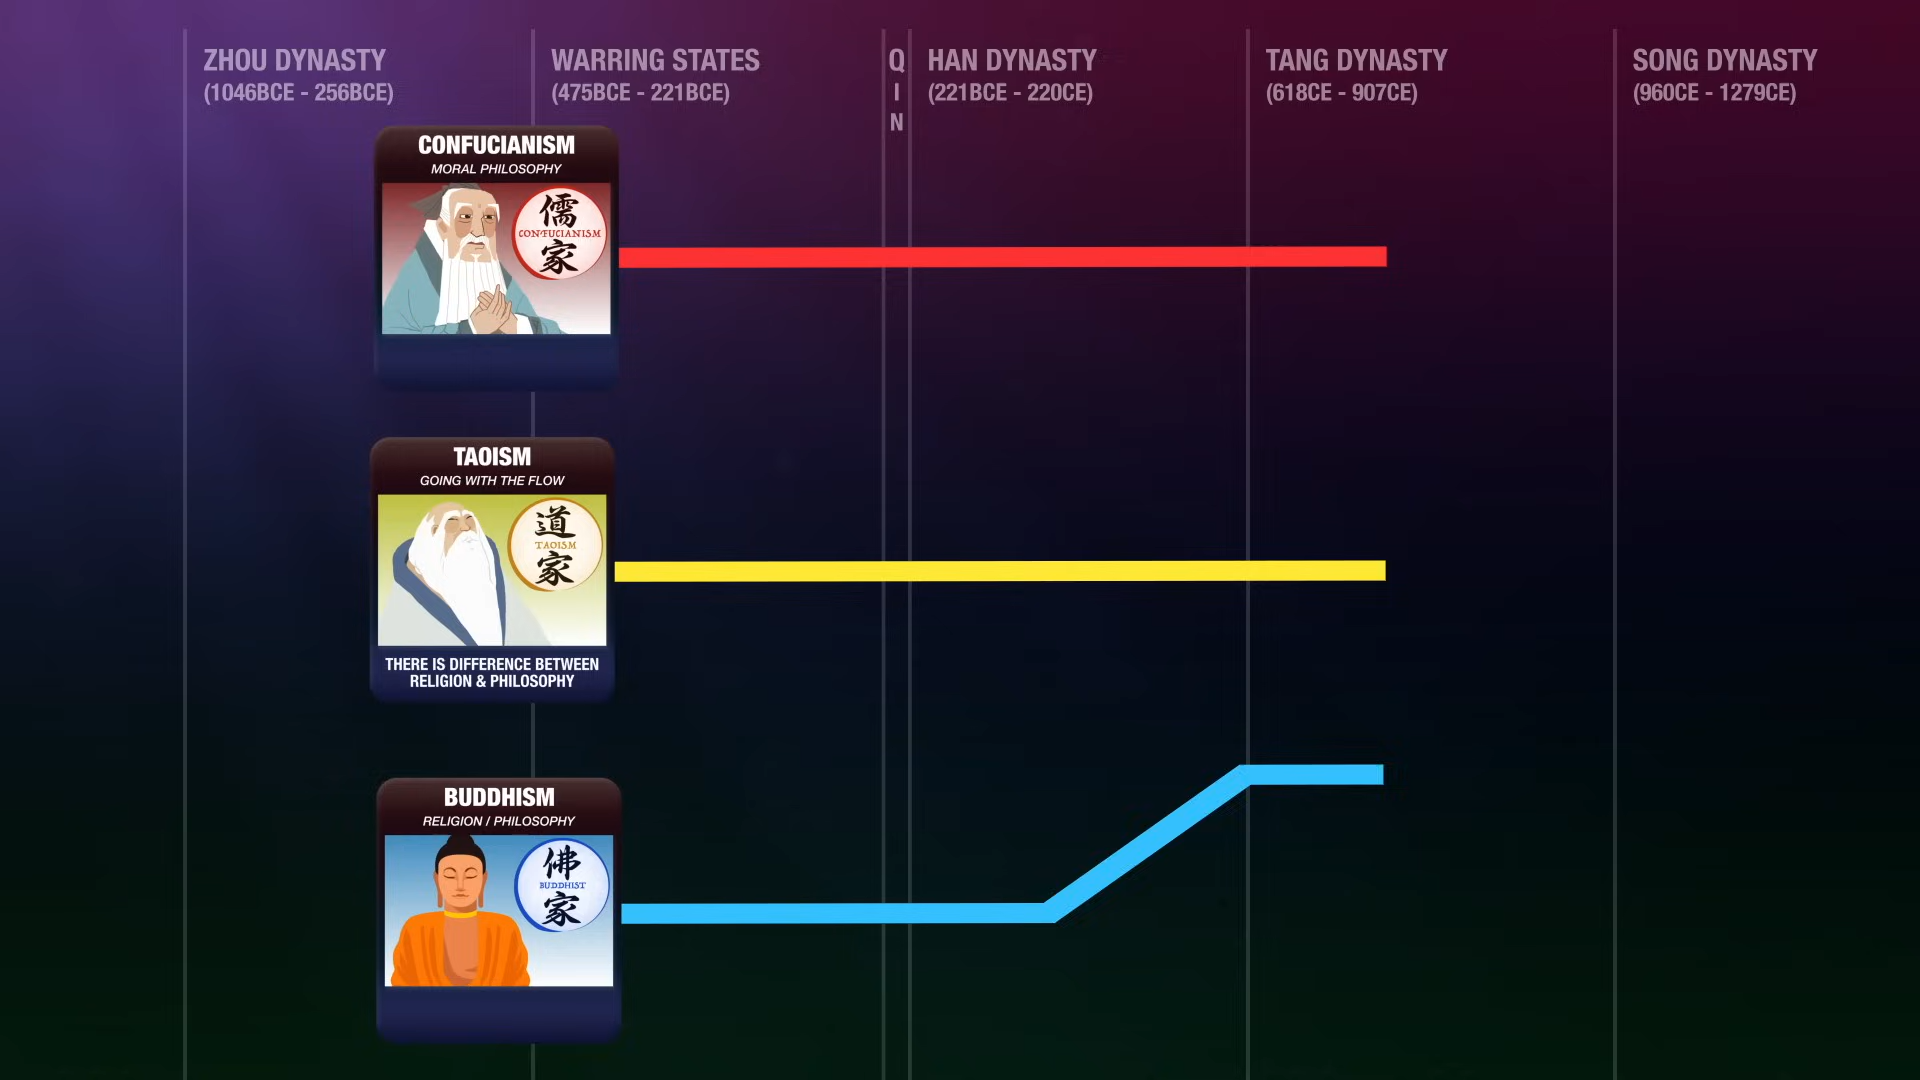 ZHOU DYNASTY
(1046BCE - 256BCE)
WARRING STATES
(475BCE - 221BCE)
Q
I
N
HAN DYNASTY
(221BCE - 220CE)
TANG DYNASTY
(618CE - 907CE)
SONG DYNASTY
(960CE - 1279CE)
CONFUCIANISM
MORAL PHILOSOPHY
儒
CONFUCIANISM
家
TAOISM
GOING WITH THE FLOW
道
TAOISM
家
THERE IS DIFFERENCE BETWEEN
RELIGION & PHILOSOPHY
BUDDHISM
RELIGION / PHILOSOPHY
佛
BUDDHIST
家